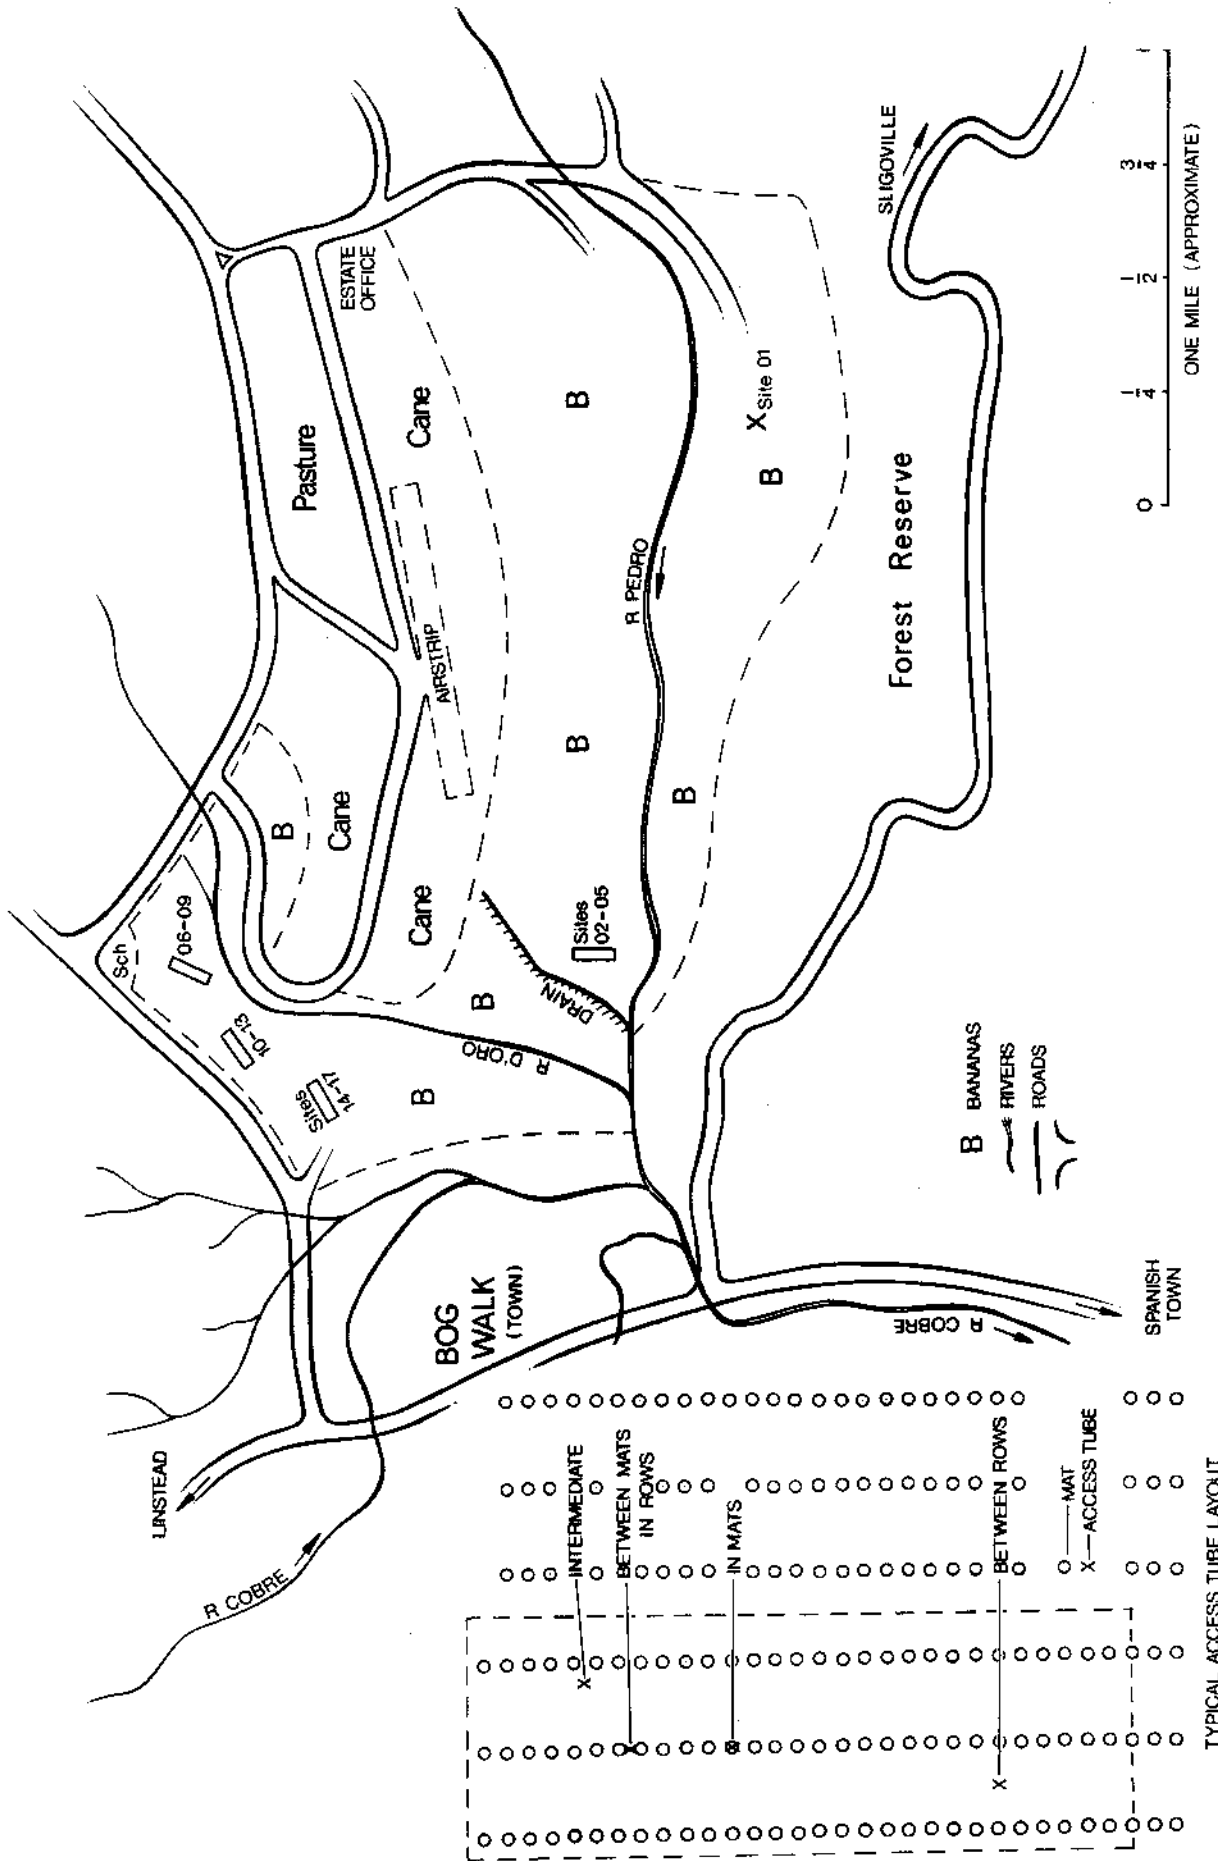 LINSTEAD
R COBRE
BOG
WALK
(TOWN)
Sch
06-09
10-13
Sites
14-17
B
R D'ORO
B
B
Cane
Cane
Pasture
ESTATE
OFFICE
Cane
AIRSTRIP
B
DRAIN
Sites
02-05
B
B
R PEDRO
B
B
X Site 01
Forest Reserve
SLIGOVILLE
R COBRE
SPANISH
TOWN
B BANANAS
RIVERS
ROADS
0 1/4 1/2 3/4 1
ONE MILE (APPROXIMATE)
INTERMEDIATE
BETWEEN MATS
IN ROWS
IN MATS
BETWEEN ROWS
O — MAT
X — ACCESS TUBE
TYPICAL ACCESS TUBE LAYOUT